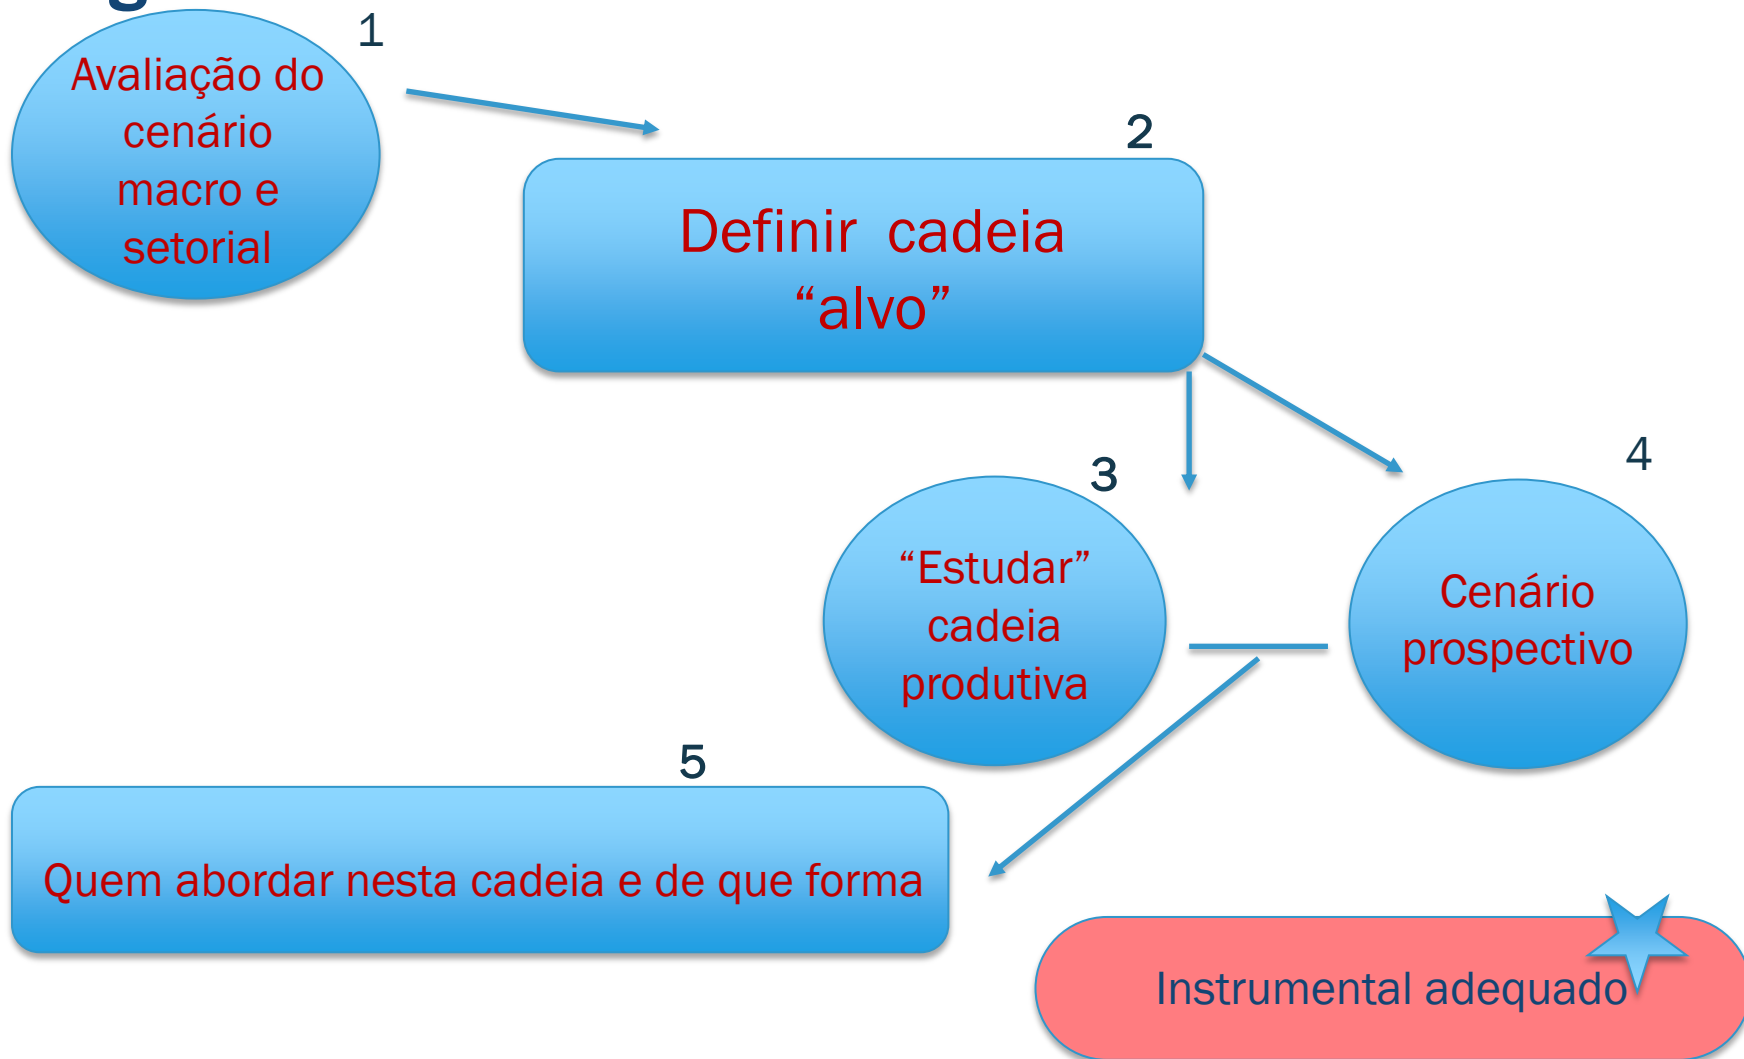 1
Avaliação do
cenário
macro e
setorial
2
Definir cadeia
“alvo”
3
“Estudar”
cadeia
produtiva
4
Cenário
prospectivo
5
Quem abordar nesta cadeia e de que forma
Instrumental adequado